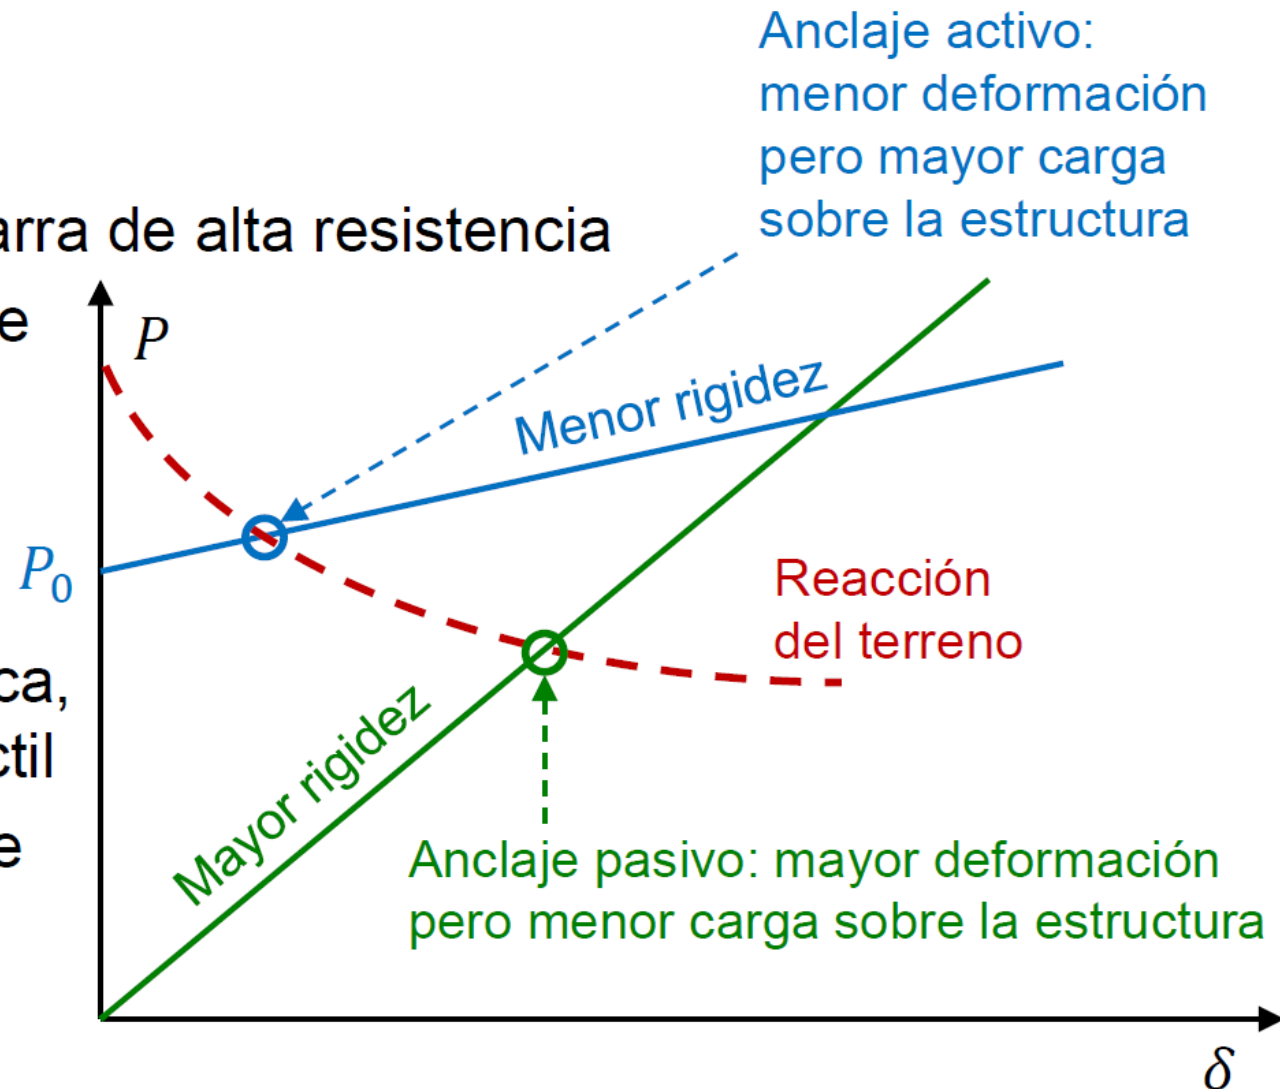 Anclaje activo:
menor deformación
pero mayor carga
sobre la estructura
arra de alta resistencia
e
P
Menor rigidez
P₀
Reacción
del terreno
ca,
ctil
e
Mayor rigidez
Anclaje pasivo: mayor deformación
pero menor carga sobre la estructura
δ